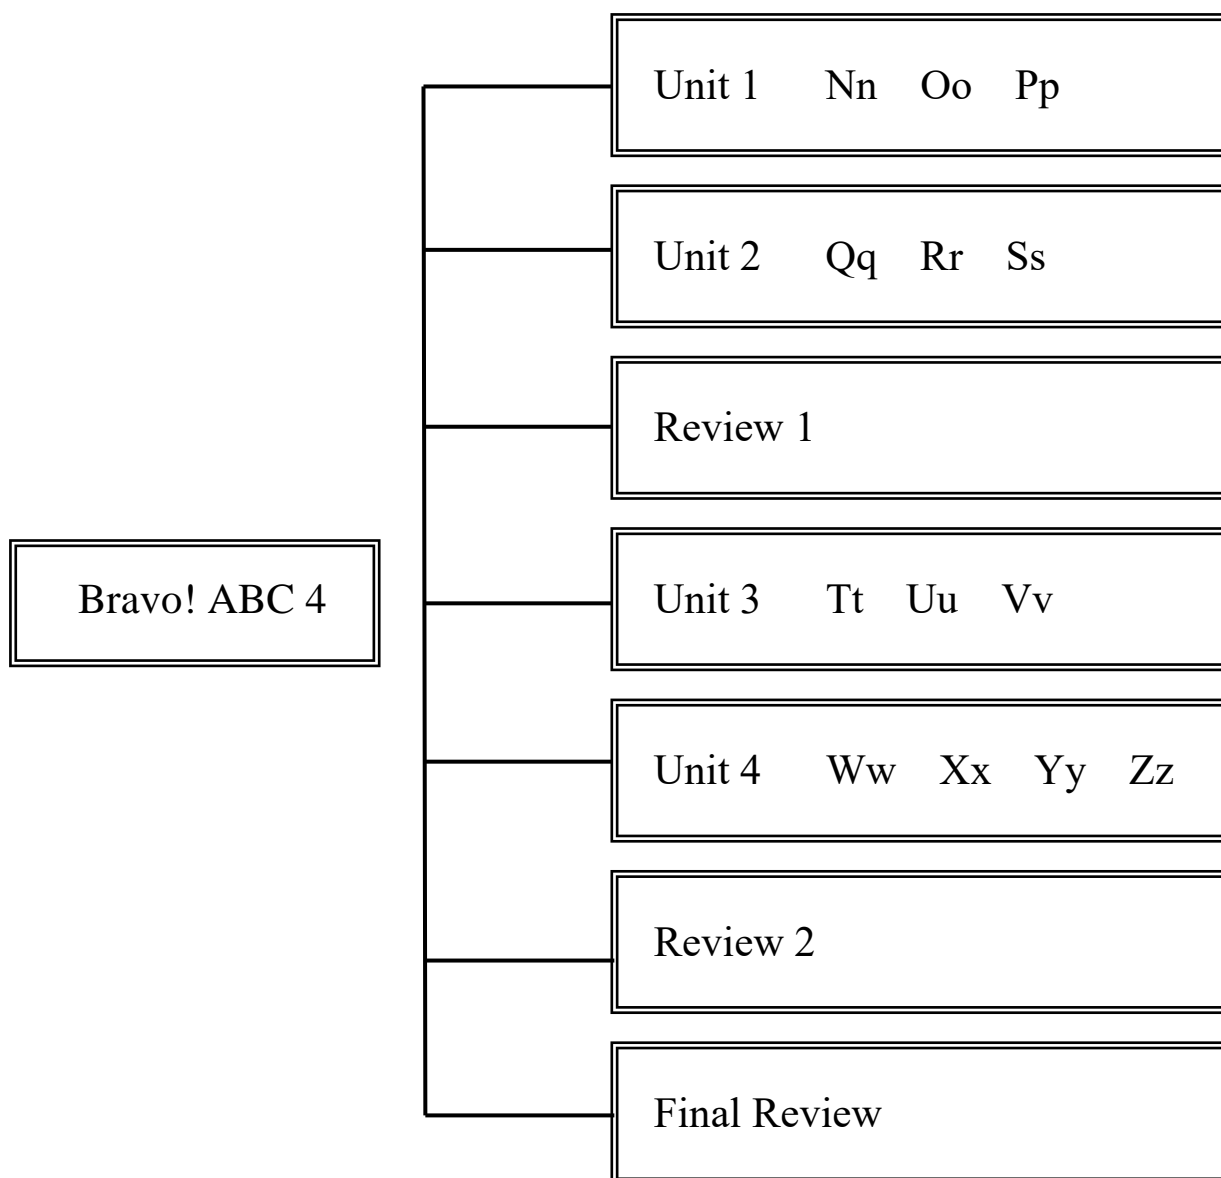 Unit 1 Nn Oo Pp
Unit 2 Qq Rr Ss
Review 1
Bravo! ABC 4
Unit 3 Tt Uu Vv
Unit 4 Ww Xx Yy Zz
Review 2
Final Review